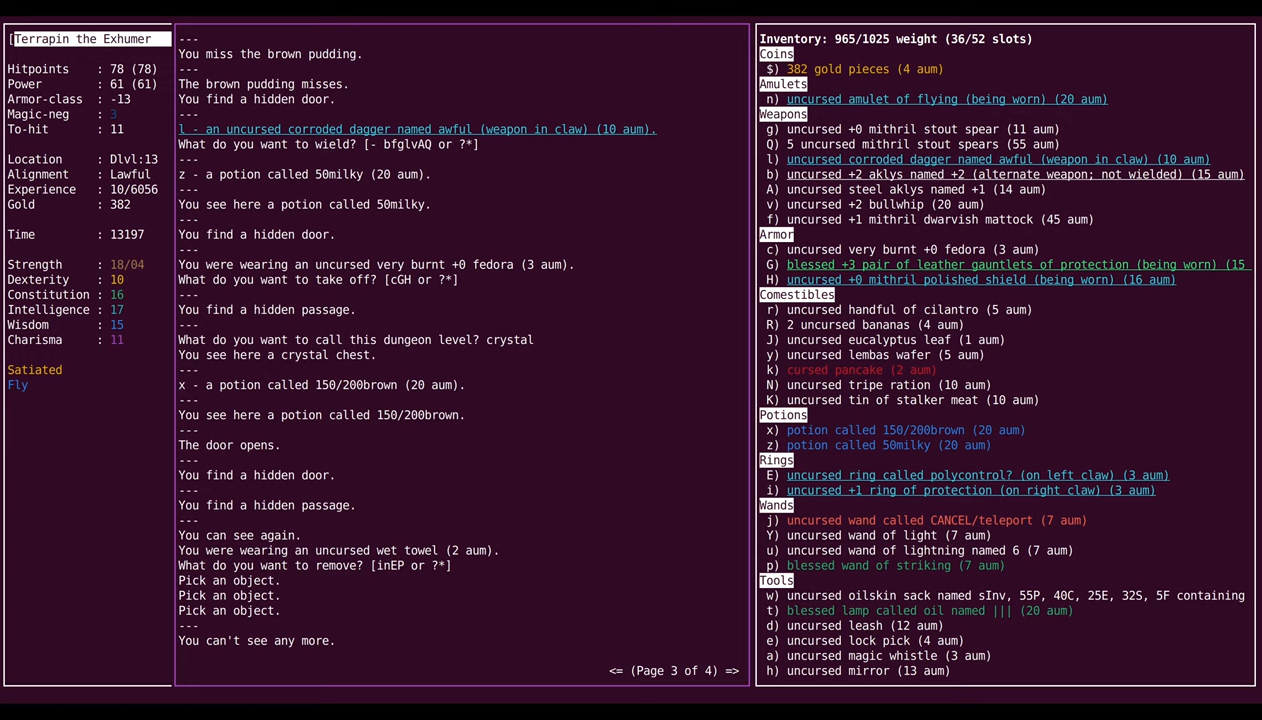 [Terrapin the Exhumer
Hitpoints : 78 (78)
Power : 61 (61)
Armor-class : -13
Magic-neg : 3
To-hit : 11
Location : Dlvl:13
Alignment : Lawful
Experience : 10/6056
Gold : 382
Time : 13197
Strength : 18/04
Dexterity : 10
Constitution : 16
Intelligence : 17
Wisdom : 15
Charisma : 11
Satiated
Fly
---
You miss the brown pudding.
---
The brown pudding misses.
You find a hidden door.
---
l - an uncursed corroded dagger named awful (weapon in claw) (10 aum).
What do you want to wield? [- bfglvAQ or ?*]
---
z - a potion called 50milky (20 aum).
---
You see here a potion called 50milky.
---
You find a hidden door.
---
You were wearing an uncursed very burnt +0 fedora (3 aum).
What do you want to take off? [cGH or ?*]
---
You find a hidden passage.
---
What do you want to call this dungeon level? crystal
You see here a crystal chest.
---
x - a potion called 150/200brown (20 aum).
---
You see here a potion called 150/200brown.
---
The door opens.
---
You find a hidden door.
---
You find a hidden passage.
---
You can see again.
You were wearing an uncursed wet towel (2 aum).
What do you want to remove? [inEP or ?*]
Pick an object.
Pick an object.
Pick an object.
---
You can't see any more.
<= (Page 3 of 4) =>
Inventory: 965/1025 weight (36/52 slots)
Coins
$) 382 gold pieces (4 aum)
Amulets
n) uncursed amulet of flying (being worn) (20 aum)
Weapons
g) uncursed +0 mithril stout spear (11 aum)
Q) 5 uncursed mithril stout spears (55 aum)
l) uncursed corroded dagger named awful (weapon in claw) (10 aum)
b) uncursed +2 aklys named +2 (alternate weapon; not wielded) (15 aum)
A) uncursed steel aklys named +1 (14 aum)
v) uncursed +2 bullwhip (20 aum)
f) uncursed +1 mithril dwarvish mattock (45 aum)
Armor
c) uncursed very burnt +0 fedora (3 aum)
G) blessed +3 pair of leather gauntlets of protection (being worn) (15
H) uncursed +0 mithril polished shield (being worn) (16 aum)
Comestibles
r) uncursed handful of cilantro (5 aum)
R) 2 uncursed bananas (4 aum)
J) uncursed eucalyptus leaf (1 aum)
y) uncursed lembas wafer (5 aum)
k) cursed pancake (2 aum)
N) uncursed tripe ration (10 aum)
K) uncursed tin of stalker meat (10 aum)
Potions
x) potion called 150/200brown (20 aum)
z) potion called 50milky (20 aum)
Rings
E) uncursed ring called polycontrol? (on left claw) (3 aum)
i) uncursed +1 ring of protection (on right claw) (3 aum)
Wands
j) uncursed wand called CANCEL/teleport (7 aum)
Y) uncursed wand of light (7 aum)
u) uncursed wand of lightning named 6 (7 aum)
p) blessed wand of striking (7 aum)
Tools
w) uncursed oilskin sack named sInv, 55P, 40C, 25E, 32S, 5F containing
t) blessed lamp called oil named ||| (20 aum)
d) uncursed leash (12 aum)
e) uncursed lock pick (4 aum)
a) uncursed magic whistle (3 aum)
h) uncursed mirror (13 aum)